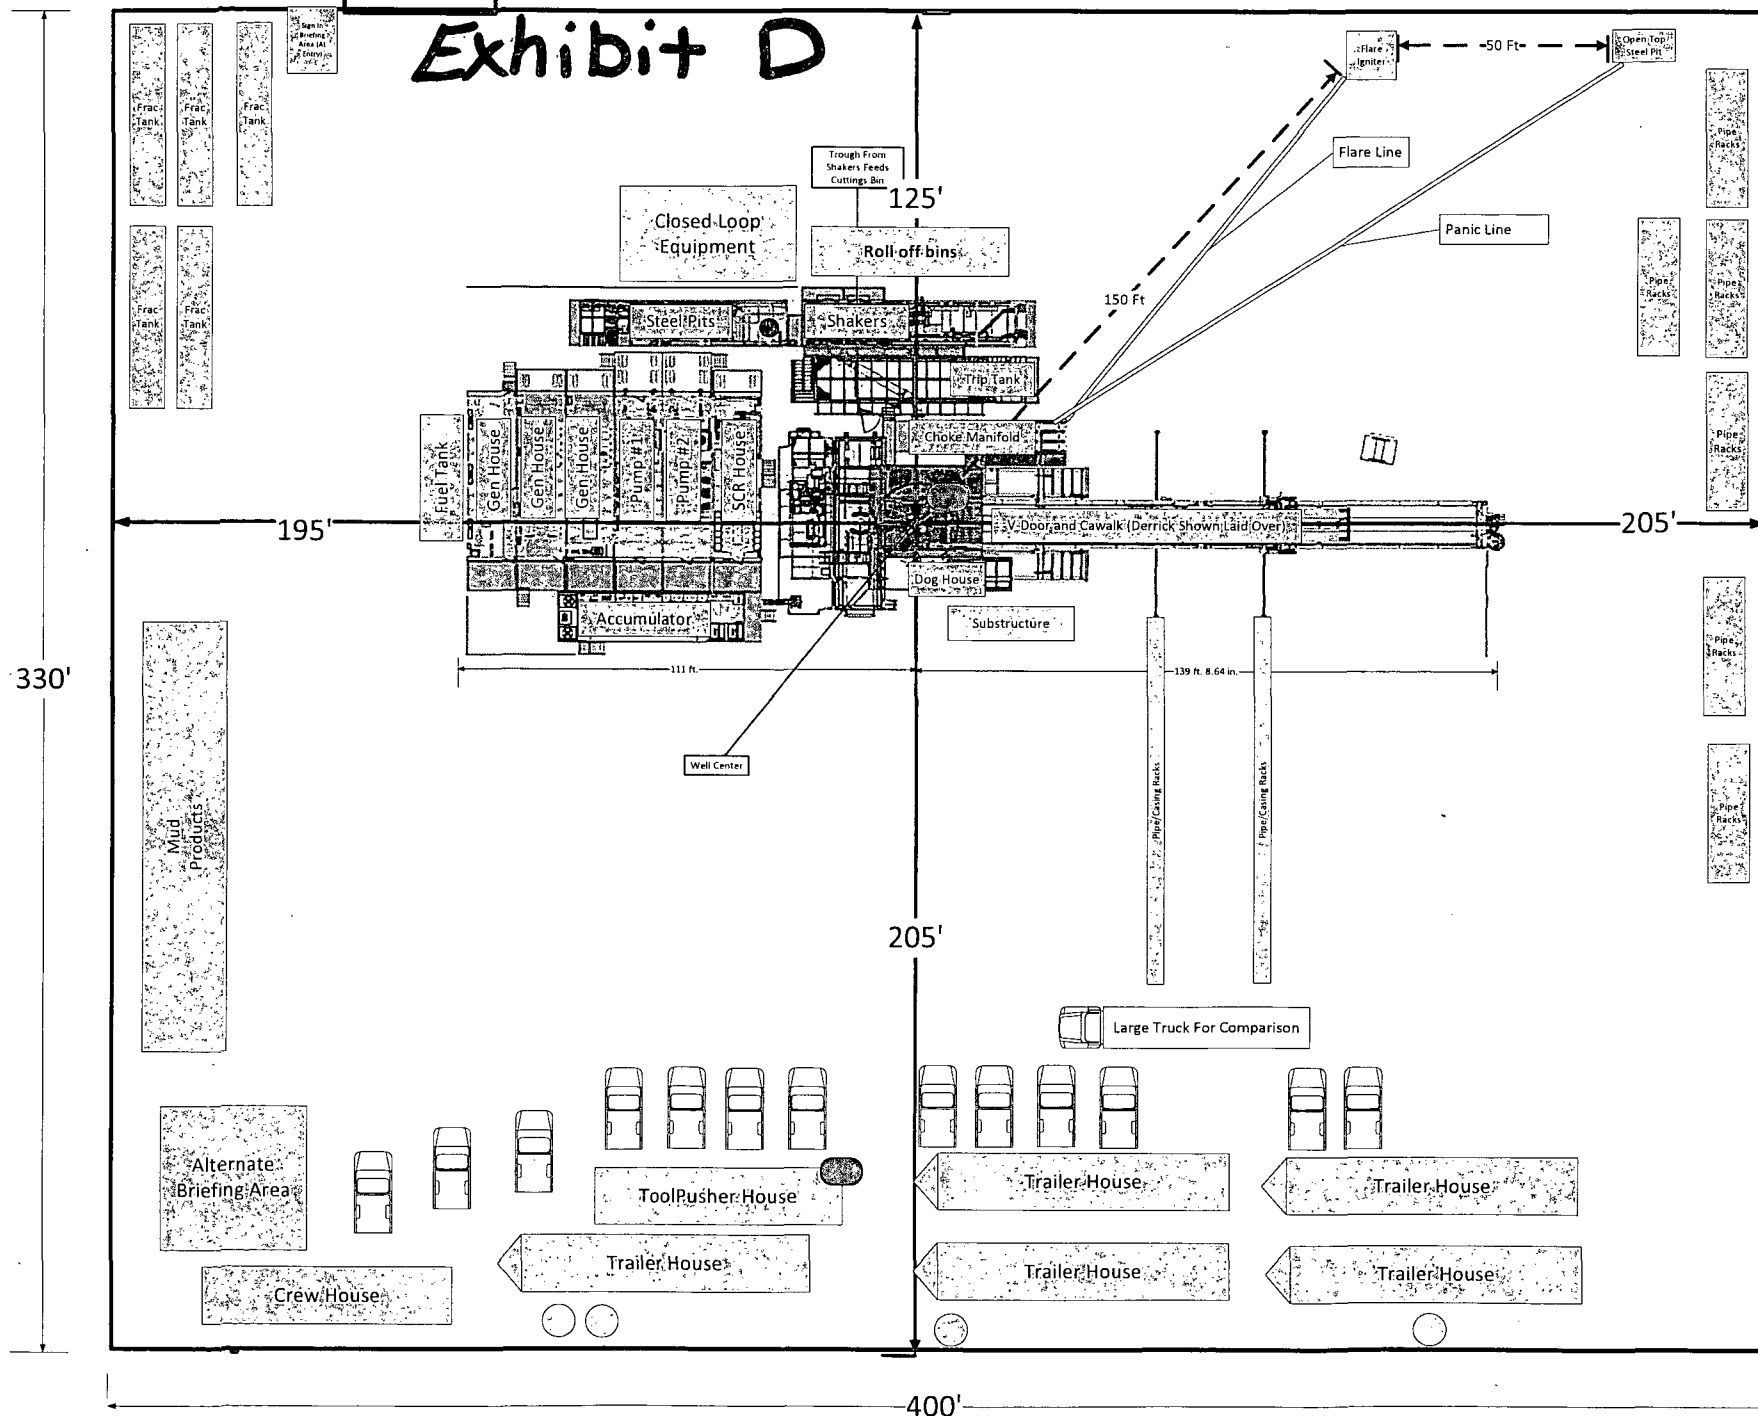 Exhibit D
Sign In
Briefing
Area (At
Entry)
Frac
Tank
Frac
Tank
Frac
Tank
Frac
Tank
Frac
Tank
Flare
Igniter
50 Ft
Open Top
Steel Pit
Pipe
Racks
Flare Line
Trough From
Shakers Feeds
Cuttings Bin
125'
Closed Loop
Equipment
Roll off bins
Panic Line
Pipe
Racks
Pipe
Racks
150 Ft
Steel Pits
Shakers
Trip Tank
Choke Manifold
Pipe
Racks
Fuel Tank
Gen House
Gen House
Gen House
Pump #1
Pump #2
SCR House
195'
V-Door and Cawalk (Derrick Shown Laid Over)
205'
Dog House
Accumulator
Substructure
Pipe
Racks
111 ft.
139 ft. 8.64 in.
330'
Well Center
Mud
Products
Pipe/Casing Racks
Pipe/Casing Racks
Pipe
Racks
205'
Large Truck For Comparison
Alternate
Briefing Area
ToolPusher House
Trailer House
Trailer House
Trailer House
Trailer House
Trailer House
Crew House
400'